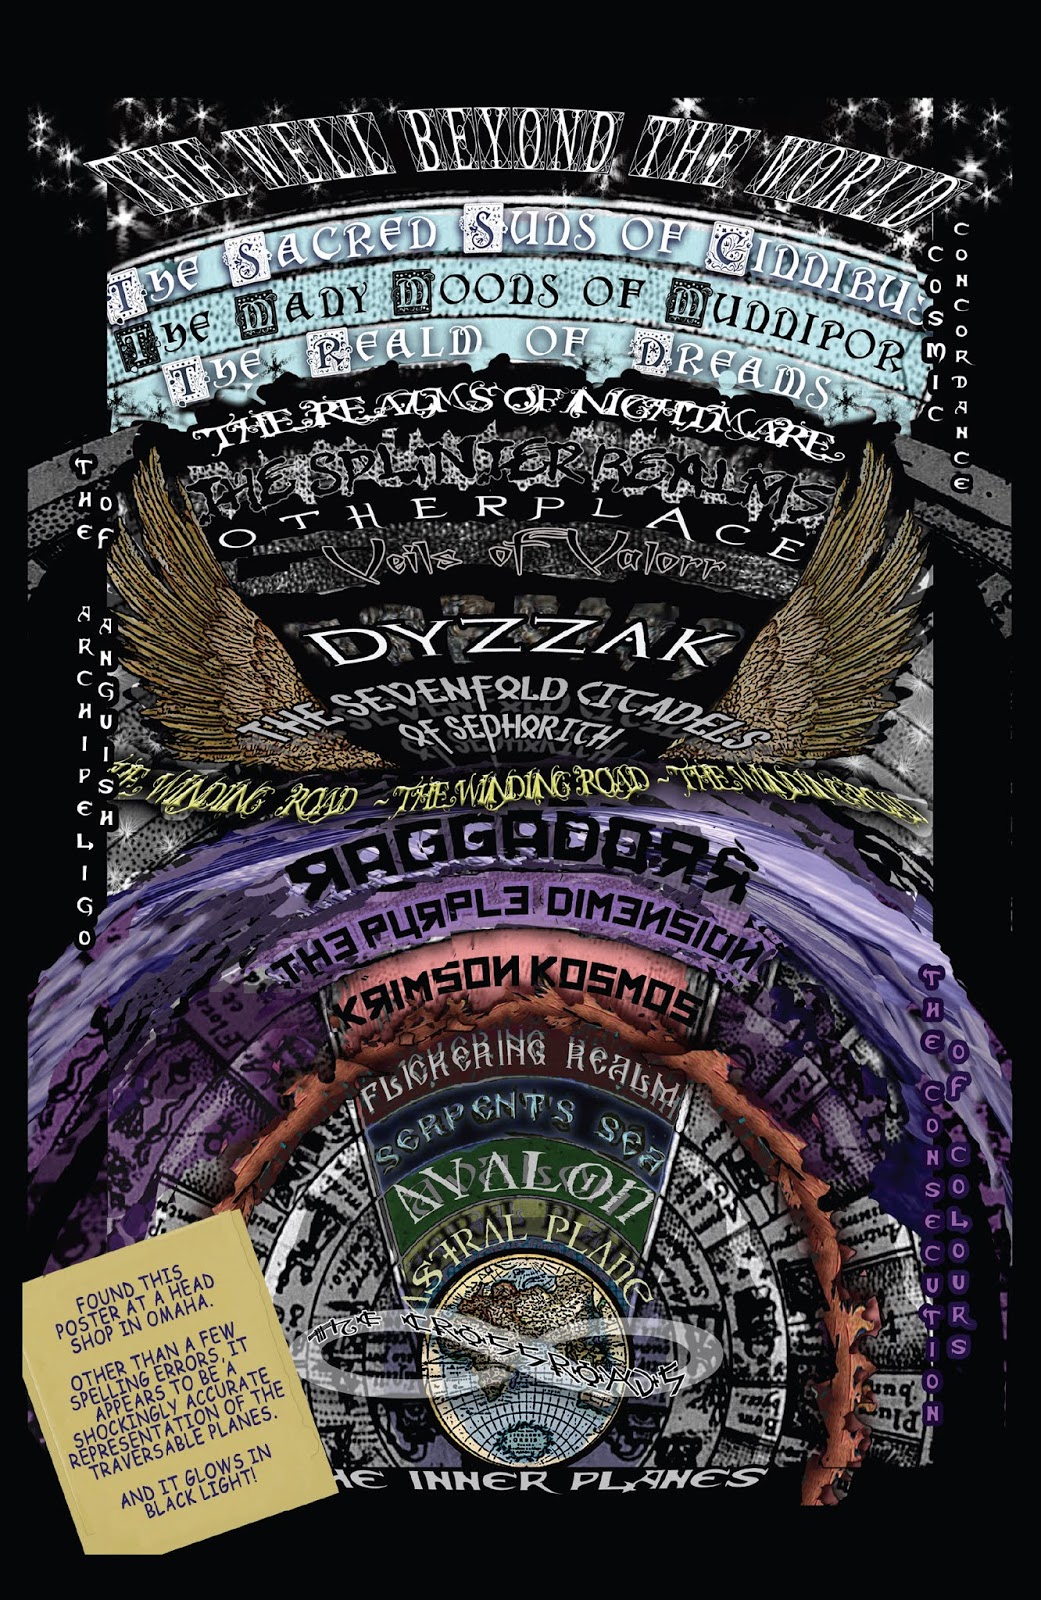 THE WELL BEYOND THE WORLD
THE SACRED SUNS OF CINNIBUS
THE MANY MOONS OF MUNNIPOR
THE REALM OF DREAMS
COSMIC
CONCORDANCE
THE REALMS OF NIGHTMARE
THE SPLINTER REALMS
OTHERPLACE
Veils of Valorr
DYZZAK
THE SEVENFOLD CITADELS
OF SEPHORITH
THE ARCHIPELIGO
OF ANGUISH
THE WINDING ROAD ~ THE WINDING ROAD ~ THE WINDING ROAD
RAGGADORR
THE PURPLE DIMENSION
KRIMSON KOSMOS
FLICKERING REALM
SERPENT'S SEA
AVALON
ASTRAL PLANE
THE CROSSROADS
THE INNER PLANES
THE CONSECUTION
OF COLOURS
FOUND THIS
POSTER AT A HEAD
SHOP IN OMAHA.
OTHER THAN A FEW
SPELLING ERRORS, IT
APPEARS TO BE A
SHOCKINGLY ACCURATE
REPRESENTATION OF THE
TRAVERSABLE PLANES.
AND IT GLOWS IN
BLACK LIGHT!